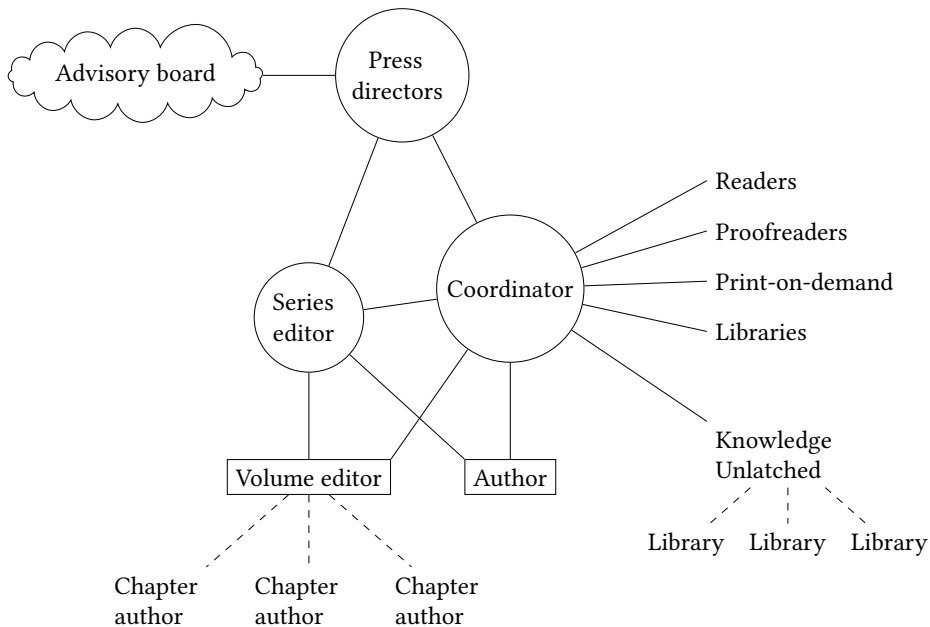 Advisory board
Press
directors
Readers
Proofreaders
Print-on-demand
Libraries
Coordinator
Series
editor
Knowledge
Unlatched
Volume editor
Author
Library
Library
Library
Chapter
author
Chapter
author
Chapter
author